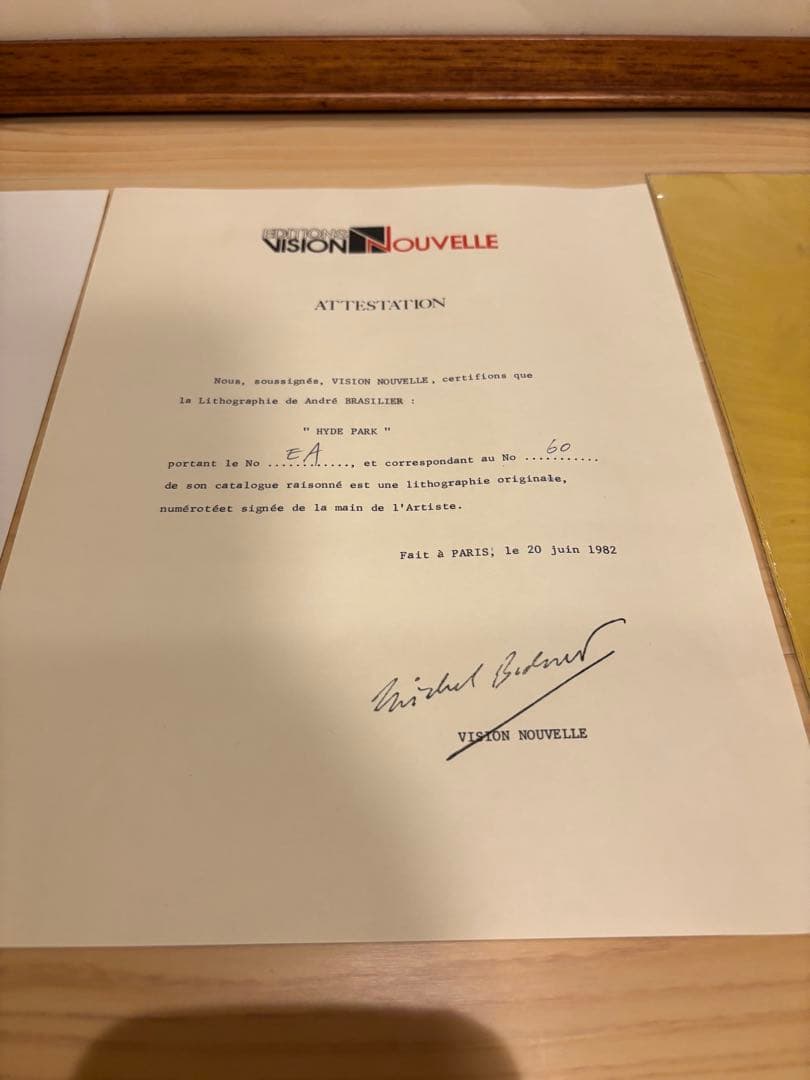 EDITIONS
VISION NOUVELLE
ATTESTATION
Nous, soussignés, VISION NOUVELLE, certifions que
la Lithographie de André BRASILIER :
" HYDE PARK "
portant le No ...EA..., et correspondant au No ...60...
de son catalogue raisonné est une lithographie originale,
numérotéet signée de la main de l'Artiste.
Fait à PARIS, le 20 juin 1982
Michel
VISION NOUVELLE